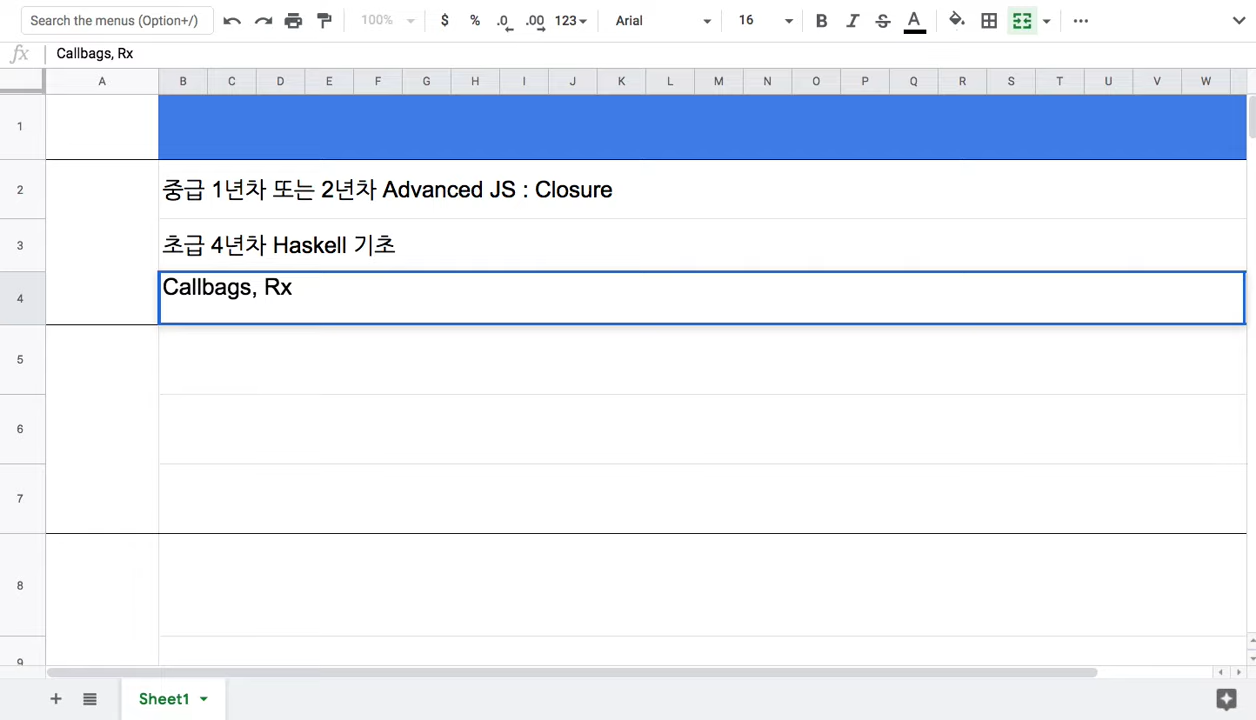 Search the menus (Option+/)
100%
$
%
.0
.00
123
Arial
16
B
I
S
A
fx
Callbags, Rx
A B C D E F G H I J K L M N O P Q R S T U V W
1
2 중급 1년차 또는 2년차 Advanced JS : Closure
3 초급 4년차 Haskell 기초
4 Callbags, Rx
5
6
7
8
9
+
Sheet1